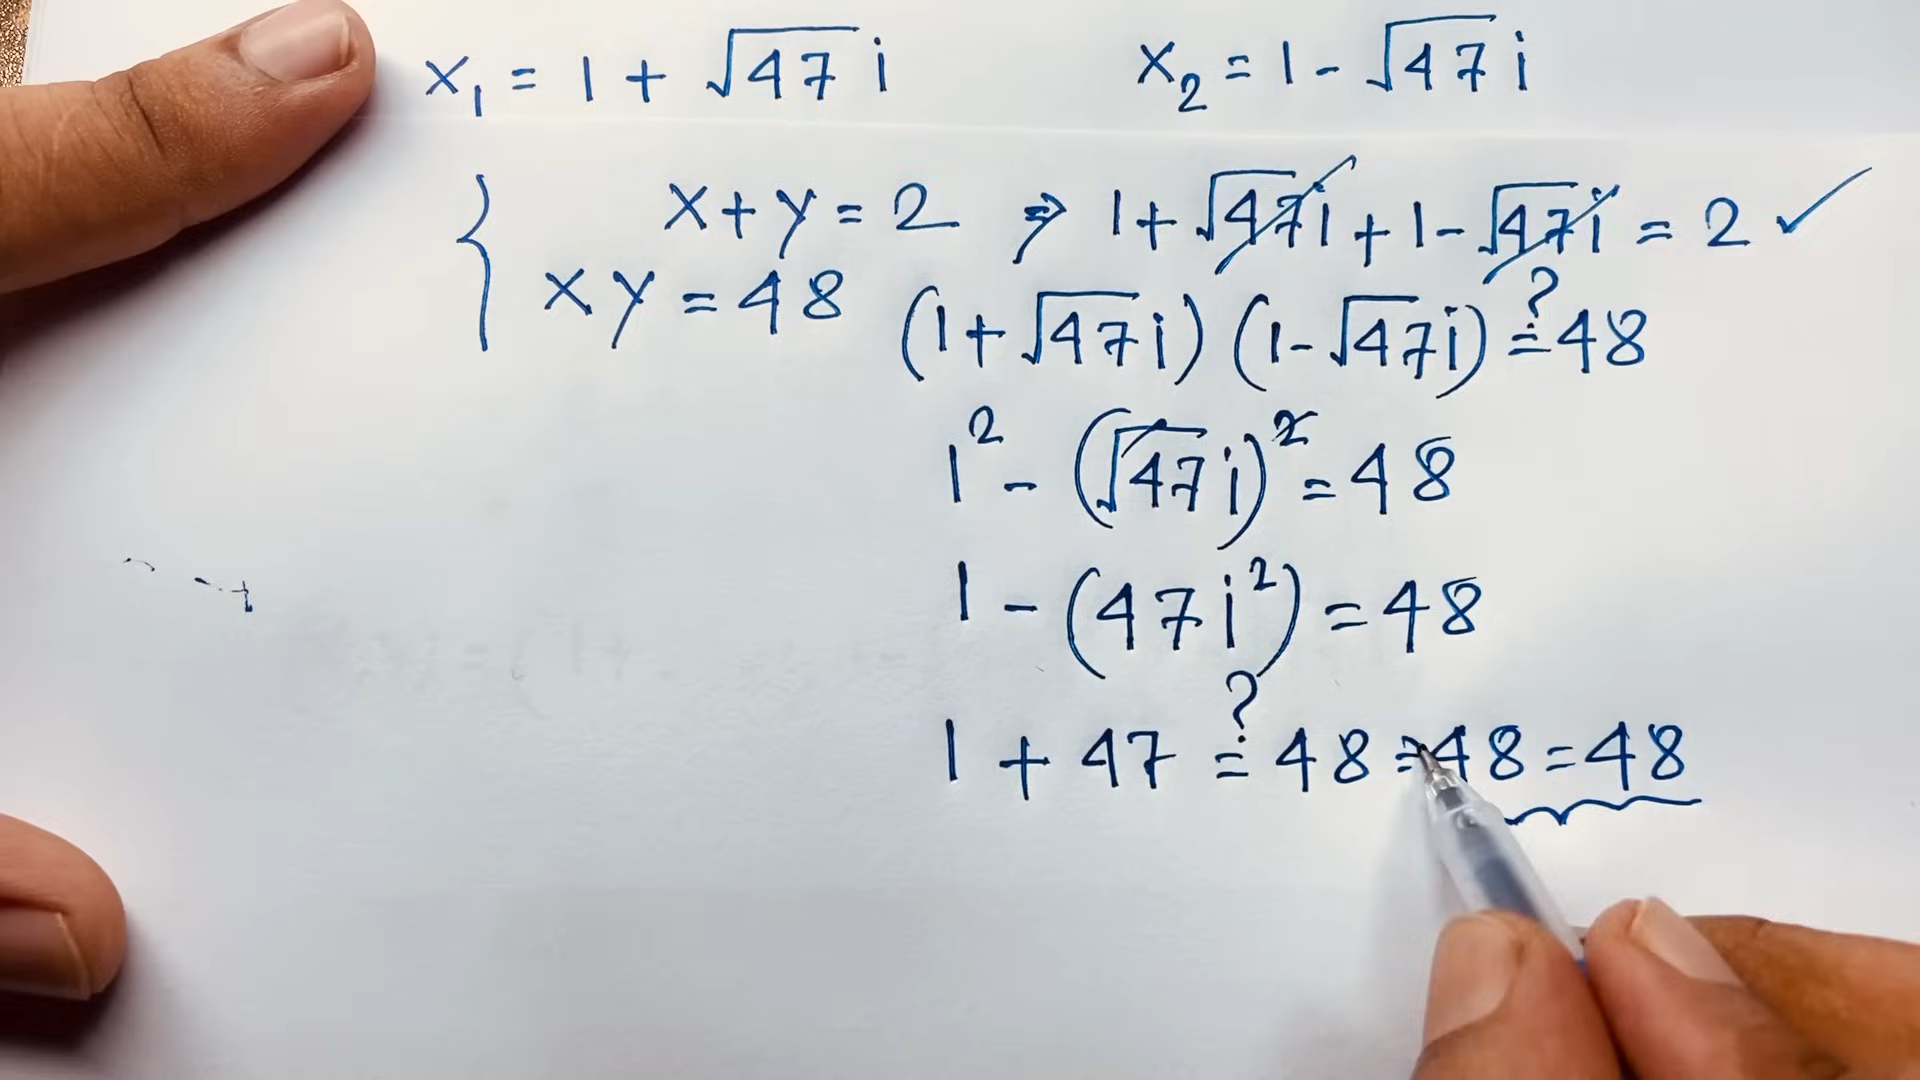 x₁ = 1 + √47 i    x₂ = 1 - √47 i
x + y = 2 ⇒ 1 + √47 i + 1 - √47 i = 2 ✓
xy = 48    (1 + √47 i) (1 - √47 i) ≟ 48
1² - (√47 i)² = 48
1 - (47 i²) = 48
1 + 47 ≟ 48 ⇒ 48 = 48